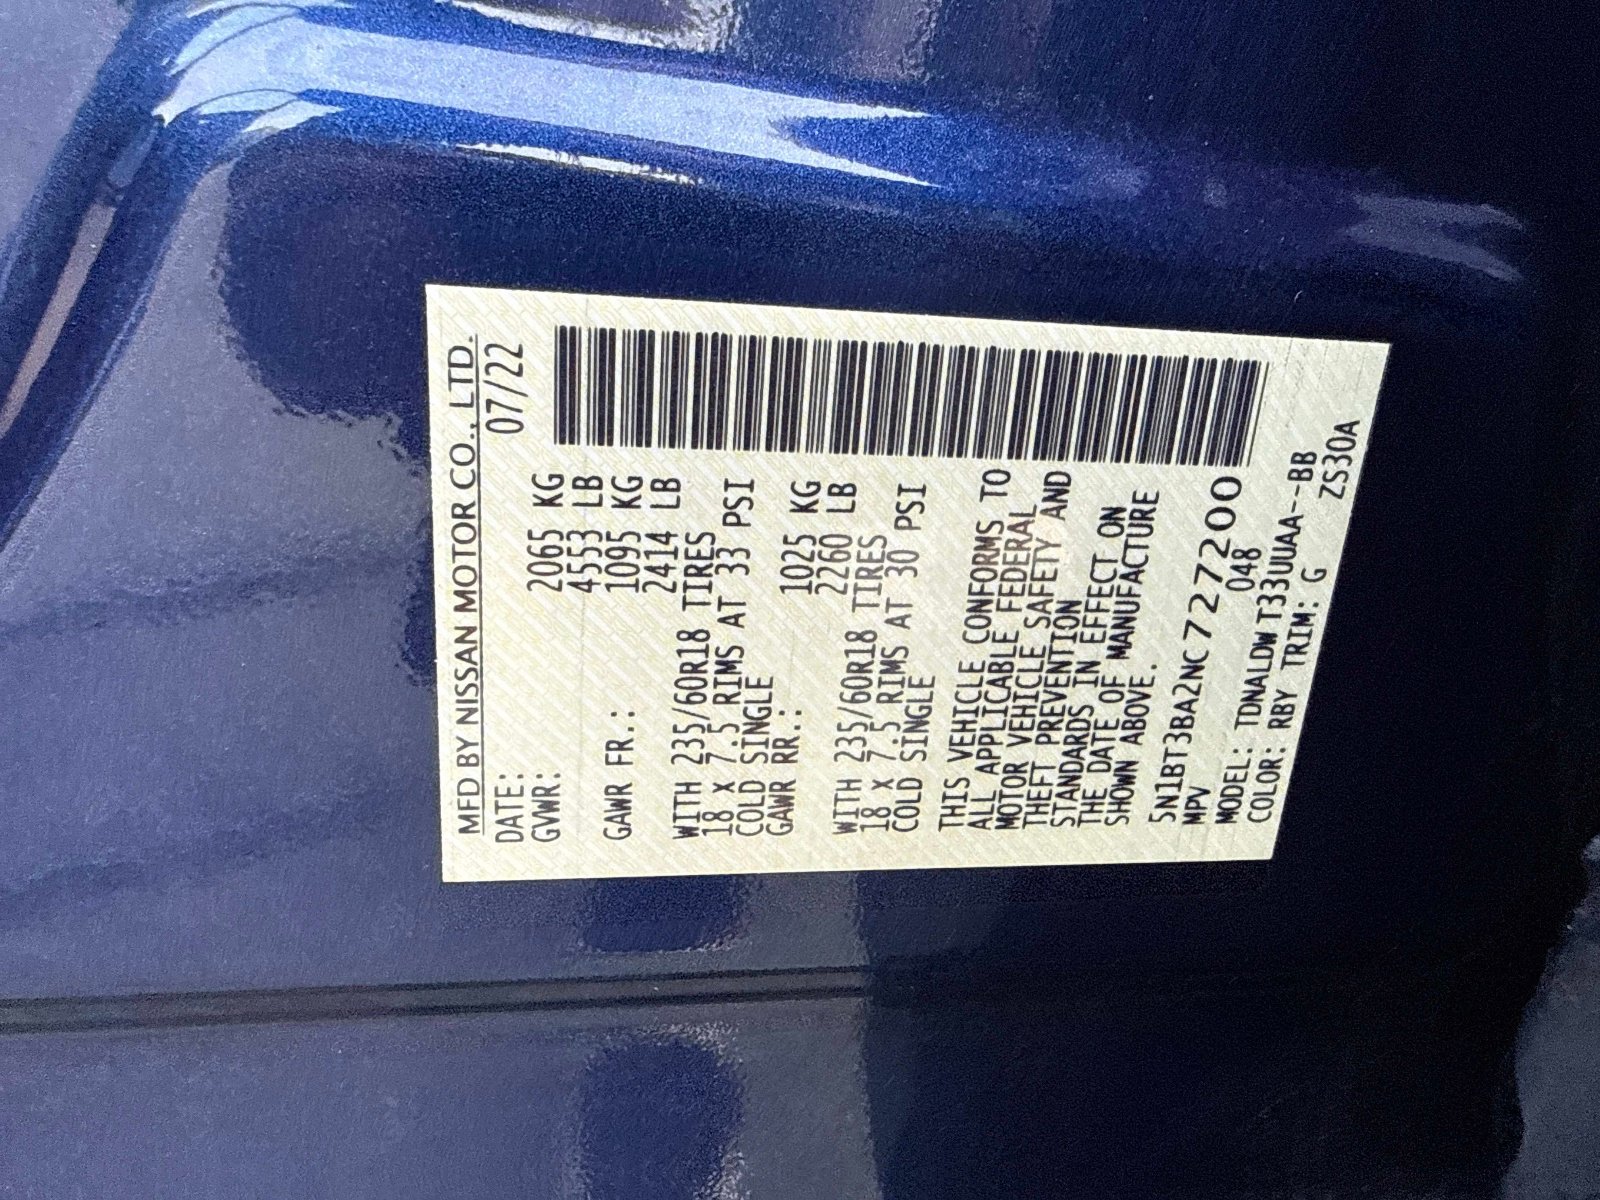 MFD BY NISSAN MOTOR CO., LTD.
DATE: 07/22
GVWR: 2065 KG
4553 LB
GAWR FR.: 1095 KG
2414 LB
WITH 235/60R18 TIRES
18 X 7.5 RIMS AT 33 PSI
COLD SINGLE
GAWR RR.: 1025 KG
2260 LB
WITH 235/60R18 TIRES
18 X 7.5 RIMS AT 30 PSI
COLD SINGLE
THIS VEHICLE CONFORMS TO
ALL APPLICABLE FEDERAL
MOTOR VEHICLE SAFETY AND
THEFT PREVENTION
STANDARDS IN EFFECT ON
THE DATE OF MANUFACTURE
SHOWN ABOVE.
5N1BT3BA2NC727200
MPV 048
MODEL: TDNALDWT33UUAA--BB
COLOR: RBY TRIM: G ZS30A